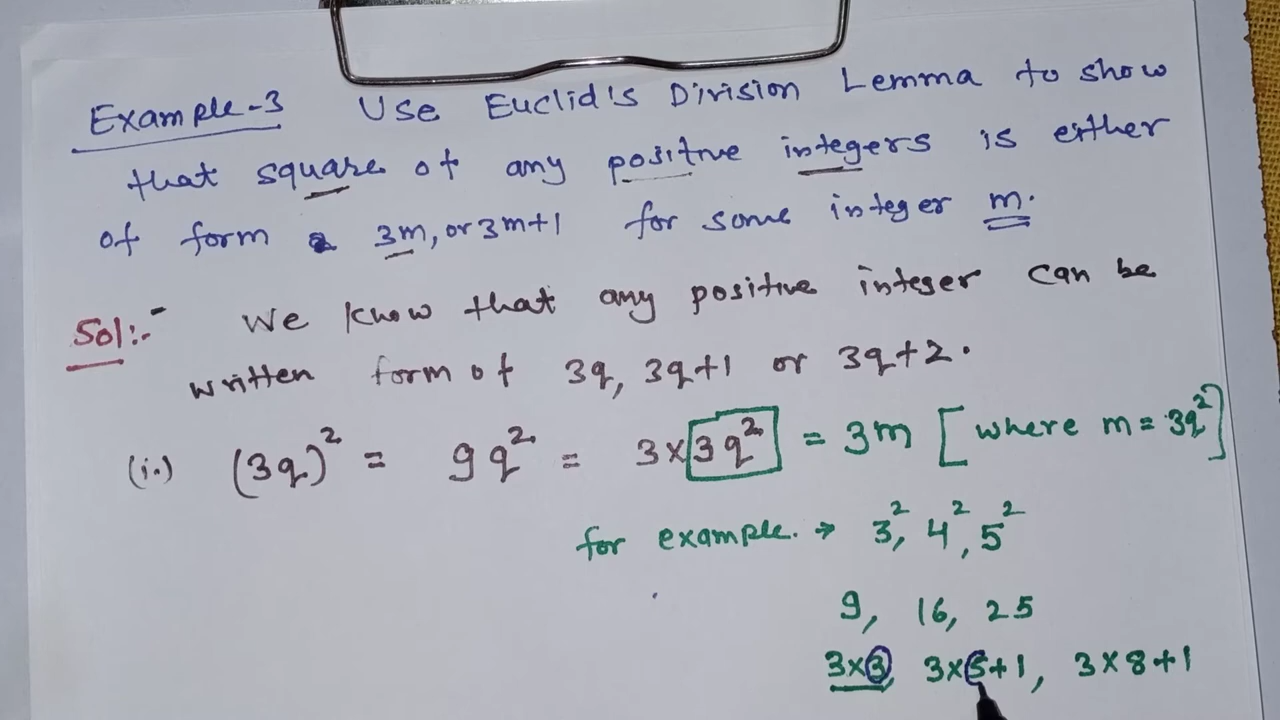 Example-3 Use Euclid's Division Lemma to show
that square of any positive integers is either
of form 3m, or 3m+1 for some integer m.
Sol:- We know that any positive integer can be
written form of 3q, 3q+1 or 3q+2.
(i.) (3q)² = 9q² = 3×3q² = 3m [where m = 3q²]
for example. → 3², 4², 5²
9, 16, 25
3×3, 3×5+1, 3×8+1